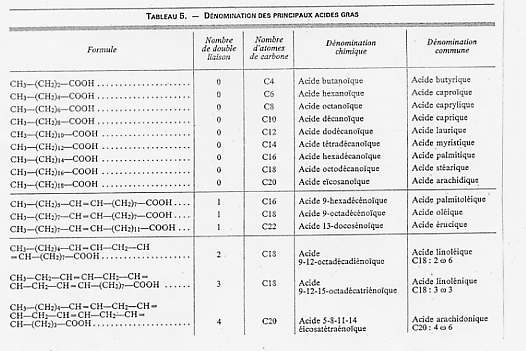 TABLEAU 5. — DÉNOMINATION DES PRINCIPAUX ACIDES GRAS
Formule Nombre de double liaison Nombre d'atomes de carbone Dénomination chimique Dénomination commune
CH₃—(CH₂)₂—COOH .................... 0 C4 Acide butanoïque Acide butyrique
CH₃—(CH₂)₄—COOH .................... 0 C6 Acide hexanoïque Acide caproïque
CH₃—(CH₂)₆—COOH .................... 0 C8 Acide octanoïque Acide caprylique
CH₃—(CH₂)₈—COOH .................... 0 C10 Acide décanoïque Acide caprique
CH₃—(CH₂)₁₀—COOH .................... 0 C12 Acide dodécanoïque Acide laurique
CH₃—(CH₂)₁₂—COOH .................... 0 C14 Acide tétradécanoïque Acide myristique
CH₃—(CH₂)₁₄—COOH .................... 0 C16 Acide hexadécanoïque Acide palmitique
CH₃—(CH₂)₁₆—COOH .................... 0 C18 Acide octodécanoïque Acide stéarique
CH₃—(CH₂)₁₈—COOH .................... 0 C20 Acide eïcosanoïque Acide arachidique
CH₃—(CH₂)₅—CH=CH—(CH₂)₇—COOH .... 1 C16 Acide 9-hexadécénoïque Acide palmitoléique
CH₃—(CH₂)₇—CH=CH—(CH₂)₇—COOH .... 1 C18 Acide 9-octadécénoïque Acide oléique
CH₃—(CH₂)₇—CH=CH—(CH₂)₁₁—COOH .... 1 C22 Acide 13-docosénoïque Acide érucique
CH₃—(CH₂)₄—CH=CH—CH₂—CH
=CH—(CH₂)₇—COOH ...... 2 C18 Acide
9-12-octadécadiènoïque Acide linoléique
C18 : 2 ω 6
CH₃—CH₂—CH=CH—CH₂—CH=
CH—CH₂—CH=CH—(CH₂)₇—COOH ...... 3 C18 Acide
9-12-15-octadécatriénoïque Acide linolénique
C18 : 3 ω 3
CH₃—(CH₂)₄—CH=CH—CH₂—CH=
CH—CH₂—CH=CH—CH₂—CH=
CH—(CH₂)₃—COOH .................... 4 C20 Acide 5-8-11-14
éicosatétraénoïque Acide arachidonique
C20 : 4 ω 6